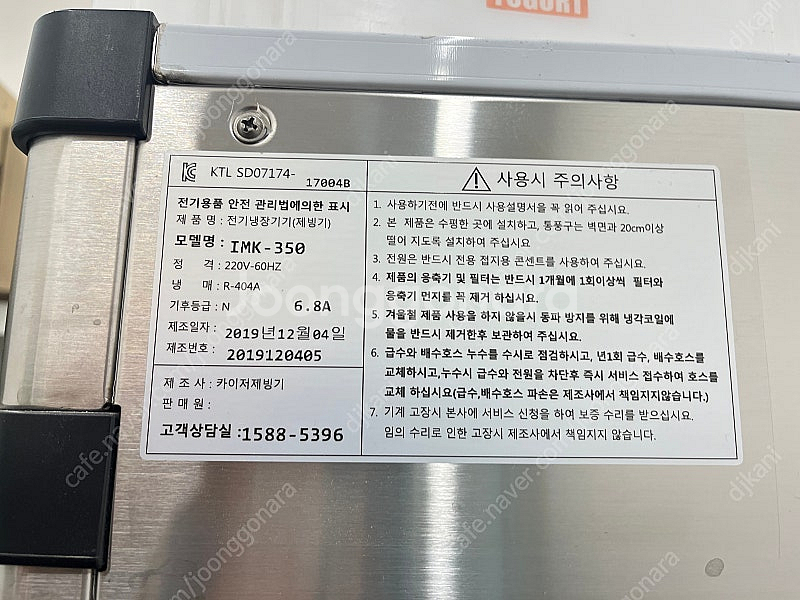 YOGURT
KTL SD07174-
17004B
전기용품 안전 관리법에의한 표시
제 품 명 : 전기냉장기기(제빙기)
모델명 : IMK-350
정 격 : 220V-60HZ
냉 매 : R-404A
기후등급 : N 6.8A
제조일자 : 2019년12월04일
제조번호 : 2019120405
제 조 사 : 카이저제빙기
판 매 원 :
고객상담실 :1588-5396
사용시 주의사항
1. 사용하기전에 반드시 사용설명서을 꼭 읽어 주십시요.
2. 본 제품은 수평한 곳에 설치하고, 통풍구는 벽면과 20cm이상
떨이 지도록 설치하여 주십시요
3. 전원은 반드시 전용 접지용 콘센트를 사용하여 주십시요.
4. 제품의 응축기 및 필터는 반드시 1개월에 1회이상씩 필터와
응축기 먼지를 꼭 제거 하십시요.
5. 겨울철 제품 사용을 하지 않을시 동파 방지를 위해 냉각코일에
물을 반드시 제거한후 보관하여 주십시요.
6. 급수와 배수호스 누수를 수시로 점검하시고, 년1회 급수, 배수호스를
교체하시고,누수시 급수와 전원을 차단후 즉시 서비스 접수하여 호스를
교체 하십시요(급수,배수호스 파손은 제조사에서 책임지지않습니다.)
7. 기계 고장시 본사에 서비스 신청을 하여 보증 수리를 받으십시요.
임의 수리로 인한 고장시 제조사에서 책임지지 않습니다.
joonggonara
djkani
cafe.naver.com/joonggonara